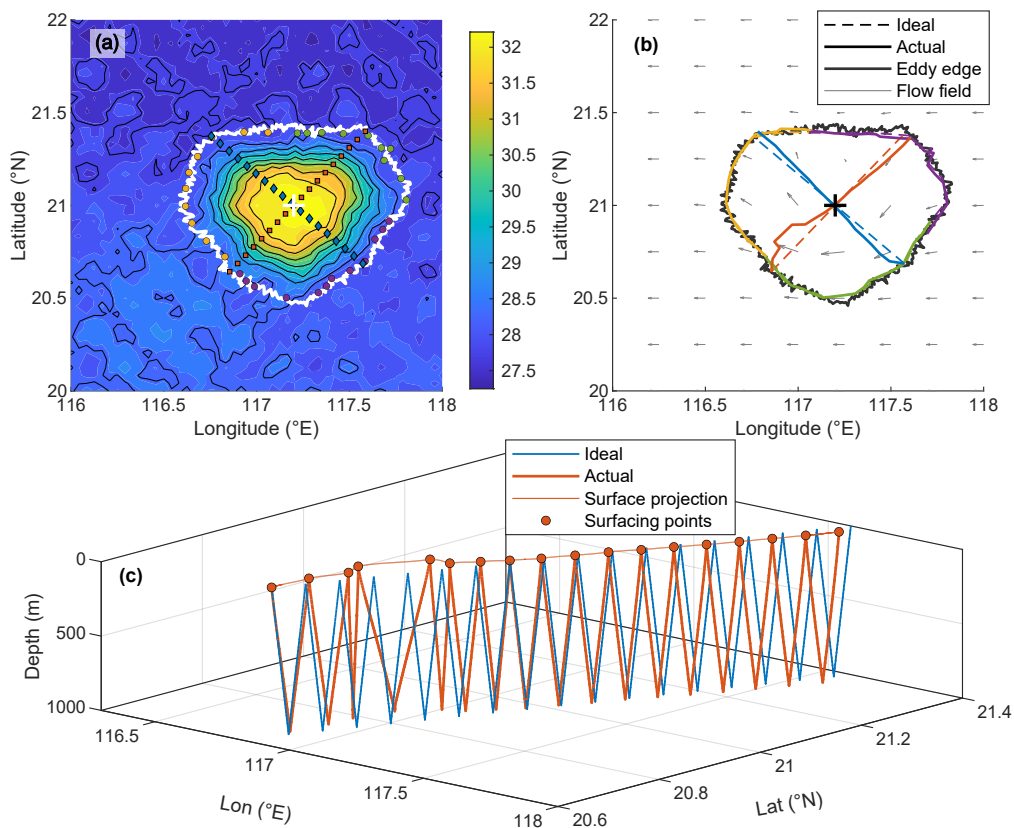 (a)
22
21.5
21
20.5
20
Latitude (°N)
116
116.5
117
117.5
118
Longitude (°E)
32
31.5
31
30.5
30
29.5
29
28.5
28
27.5
(b)
Ideal
Actual
Eddy edge
Flow field
22
21.5
21
20.5
20
Latitude (°N)
116
116.5
117
117.5
118
Longitude (°E)
Ideal
Actual
Surface projection
Surfacing points
(c)
0
500
1000
Depth (m)
116.5
117
117.5
118
Lon (°E)
20.6
20.8
21
21.2
21.4
Lat (°N)